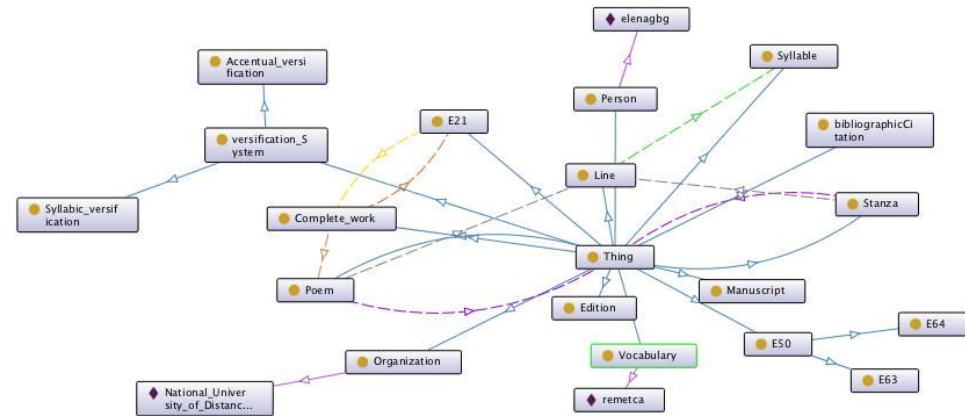 elenagbg
Accentual_versi
fication
Syllable
Person
E21
bibliographicCi
tation
versification_S
ystem
Line
Syllabic_versif
ication
Complete_work
Stanza
Thing
Poem
Manuscript
Edition
E64
E50
Organization
Vocabulary
E63
National_Univer
sity_of_Distanc...
remetca